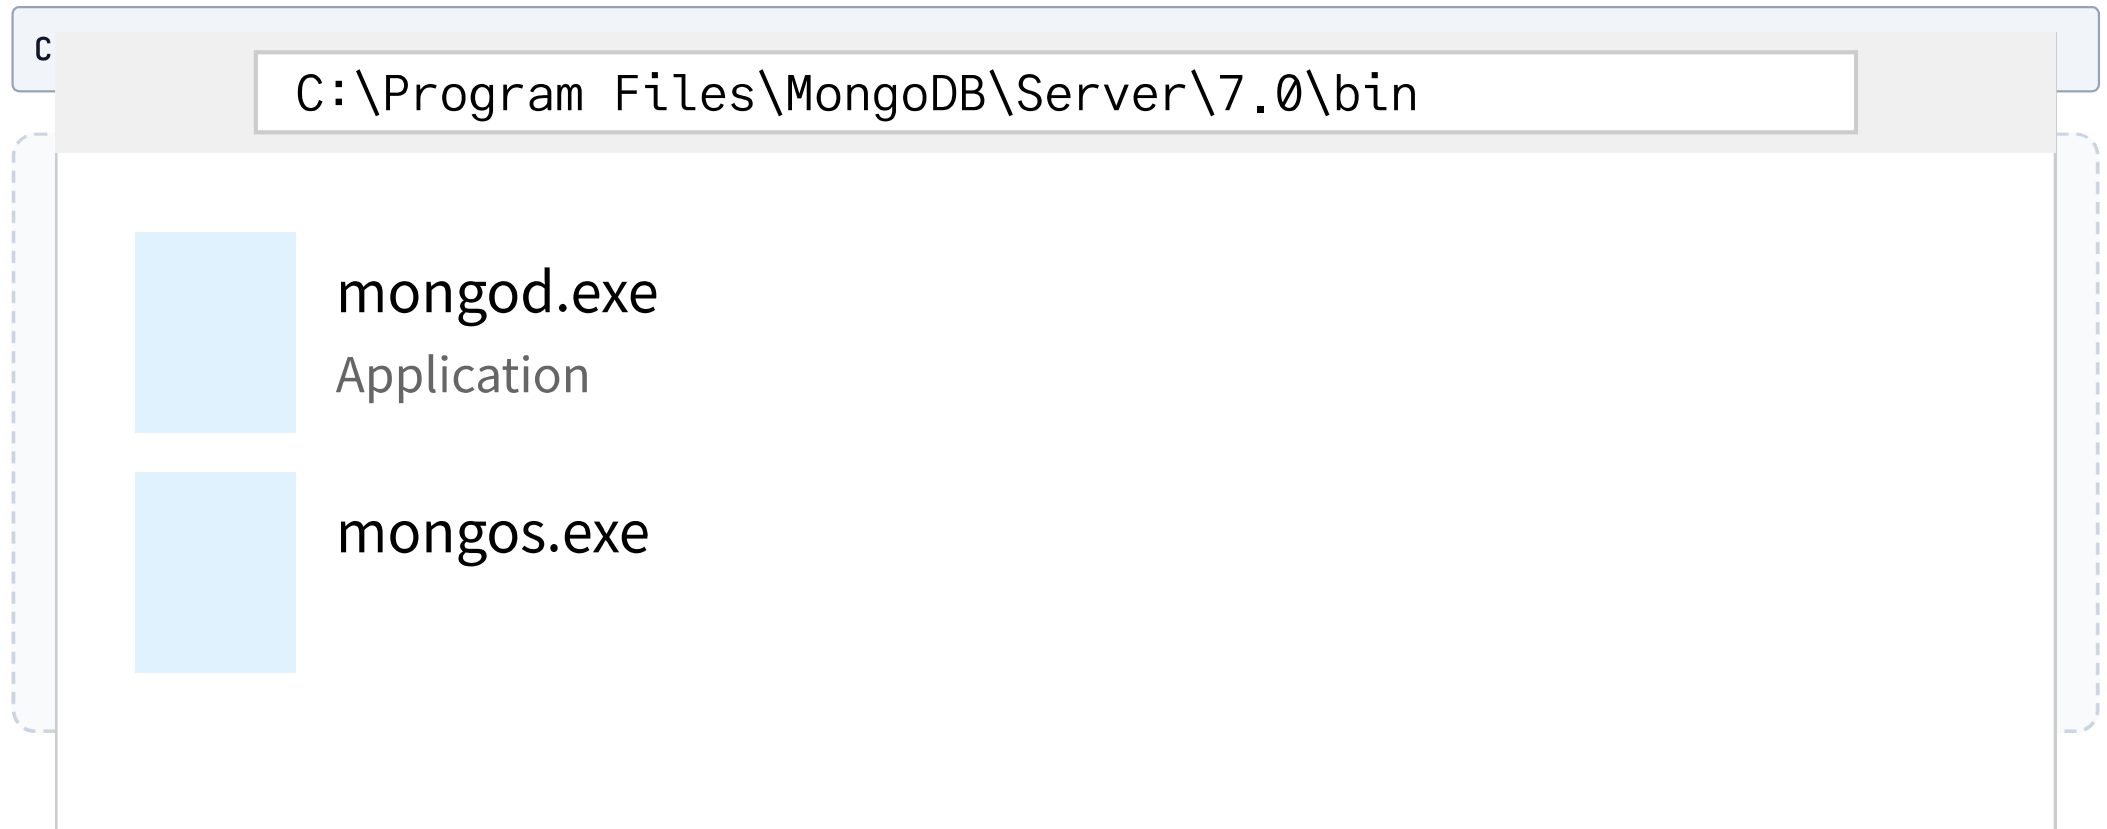 C
C:\Program Files\MongoDB\Server\7.0\bin
mongod.exe
Application
mongos.exe